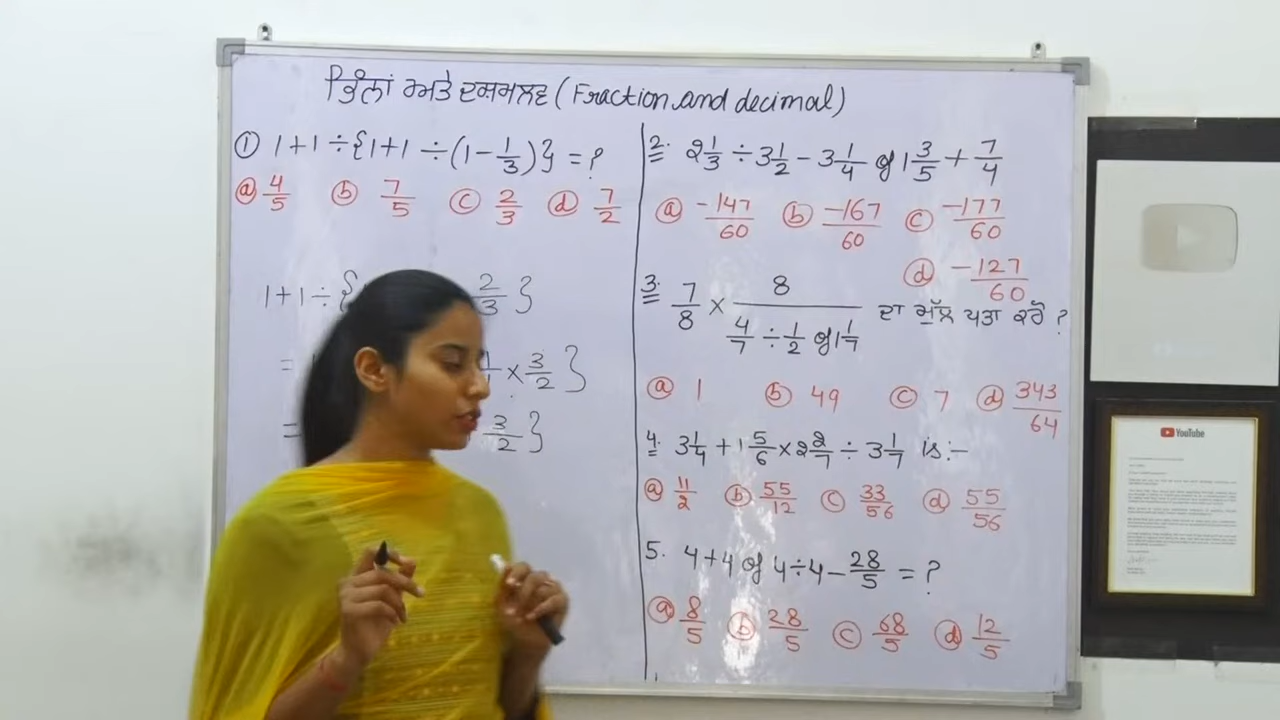 ਭਿੰਨਾਂ ਅਤੇ ਦਸ਼ਮਲਵ (Fraction and decimal)
① 1+1 ÷{1+1 ÷(1-1/3)} = ?
ⓐ 4/5 ⓑ 7/5 ⓒ 2/3 ⓓ 7/2
1+1÷{ 2/3}
=
× 3/2}
= 3/2}
2. 2 1/3 ÷ 3 1/2 - 3 1/4 of 1 3/5 + 7/4
ⓐ -147/60 ⓑ -167/60 ⓒ -177/60
ⓓ -127/60
3. 7/8 × 8/(4/7 ÷ 1/2 of 1 1/7) ਦਾ ਮੁੱਲ ਪਤਾ ਕਰੋ ?
ⓐ 1 ⓑ 49 ⓒ 7 ⓓ 343/64
4. 3 1/4 + 1 5/6 × 2 2/7 ÷ 3 1/7 is:-
ⓐ 11/2 ⓑ 55/12 ⓒ 33/56 ⓓ 55/56
5. 4+4 of 4÷4 - 28/5 = ?
ⓐ 8/5 ⓑ 28/5 ⓒ 68/5 ⓓ 12/5
YouTube